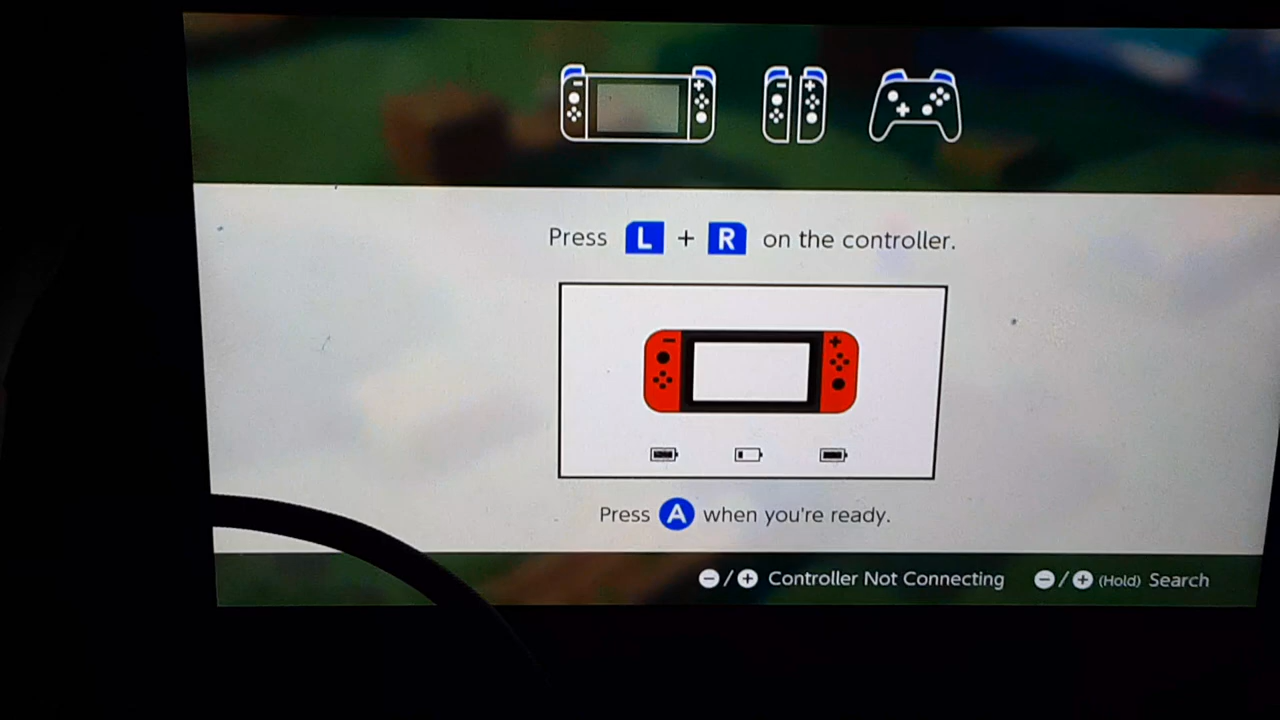 Press L + R on the controller.
Press A when you're ready.
−/+ Controller Not Connecting −/+ (Hold) Search